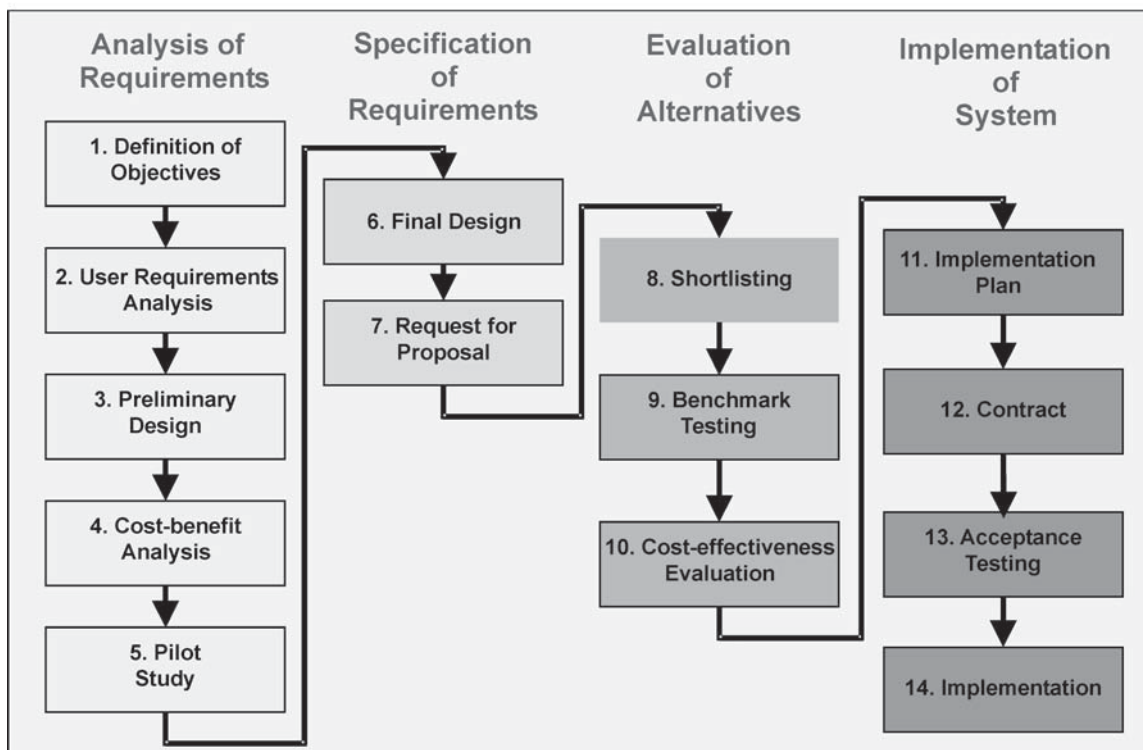 Analysis of
Requirements
1. Definition of
Objectives
2. User Requirements
Analysis
3. Preliminary
Design
4. Cost-benefit
Analysis
5. Pilot
Study
Specification
of
Requirements
6. Final Design
7. Request for
Proposal
Evaluation
of
Alternatives
8. Shortlisting
9. Benchmark
Testing
10. Cost-effectiveness
Evaluation
Implementation
of
System
11. Implementation
Plan
12. Contract
13. Acceptance
Testing
14. Implementation